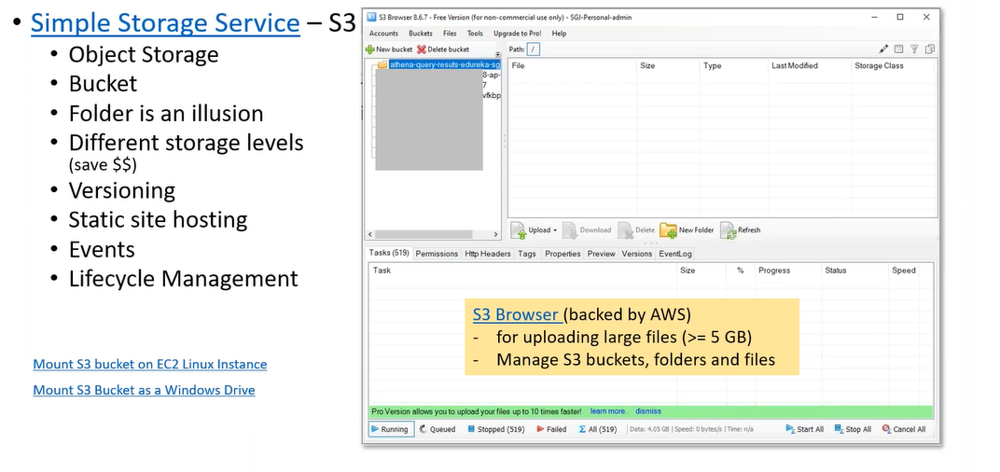 • Simple Storage Service – S3
• Object Storage
• Bucket
• Folder is an illusion
• Different storage levels
(save $$)
• Versioning
• Static site hosting
• Events
• Lifecycle Management
Mount S3 bucket on EC2 Linux Instance
Mount S3 Bucket as a Windows Drive
S3 Browser 8.6.7 - Free Version (for non-commercial use only) - SGJ-Personal-admin
Accounts Buckets Files Tools Upgrade to Pro! Help
New bucket Delete bucket
Path: /
athena-query-resuts-edureka-sg
8-ap-
7
vfkbp
File Size Type Last Modified Storage Class
Upload Download Delete New Folder Refresh
Tasks (519) Permissions Http Headers Tags Properties Preview Versions EventLog
Task Size % Progress Status Speed
S3 Browser (backed by AWS)
- for uploading large files (>= 5 GB)
- Manage S3 buckets, folders and files
Pro Version allows you to upload your files up to 10 times faster! learn more.. dismiss
Running Queued Stopped (519) Failed All (519) Data: 4.05 GB | Speed: 0 bytes/s | Time: n/a Start All Stop All Cancel All